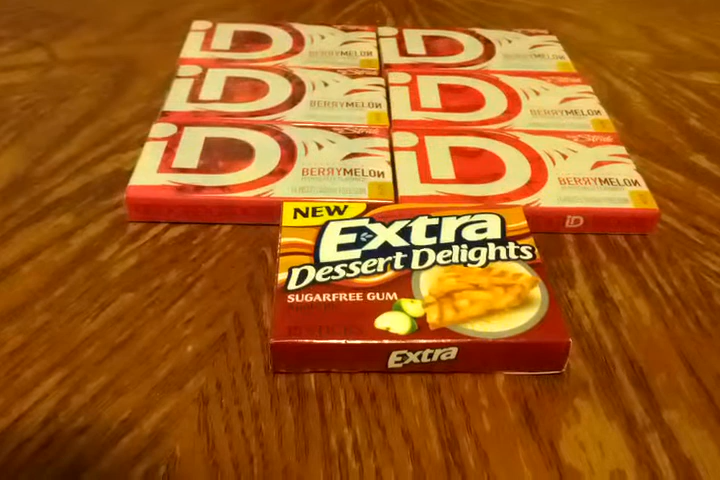 iD
BERRYMELON
iD
BERRYMELON
iD
BERRYMELON
iD
BERRYMELON
iD
BERRYMELON
iD
BERRYMELON
iD
NEW
Extra
Dessert Delights
SUGARFREE GUM
Extra